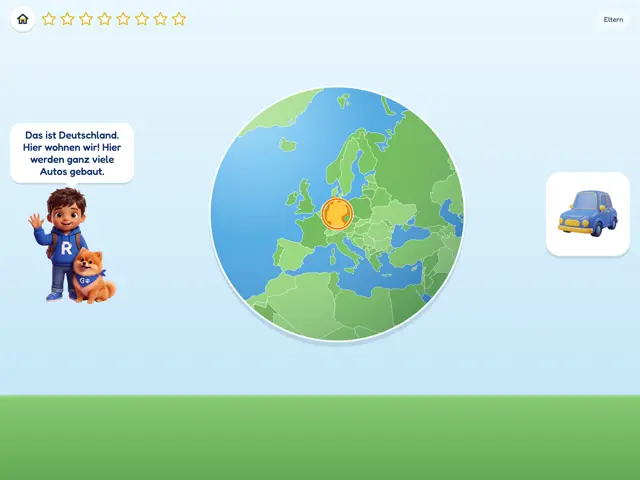 Eltern
Das ist Deutschland.
Hier wohnen wir! Hier
werden ganz viele
Autos gebaut.
R